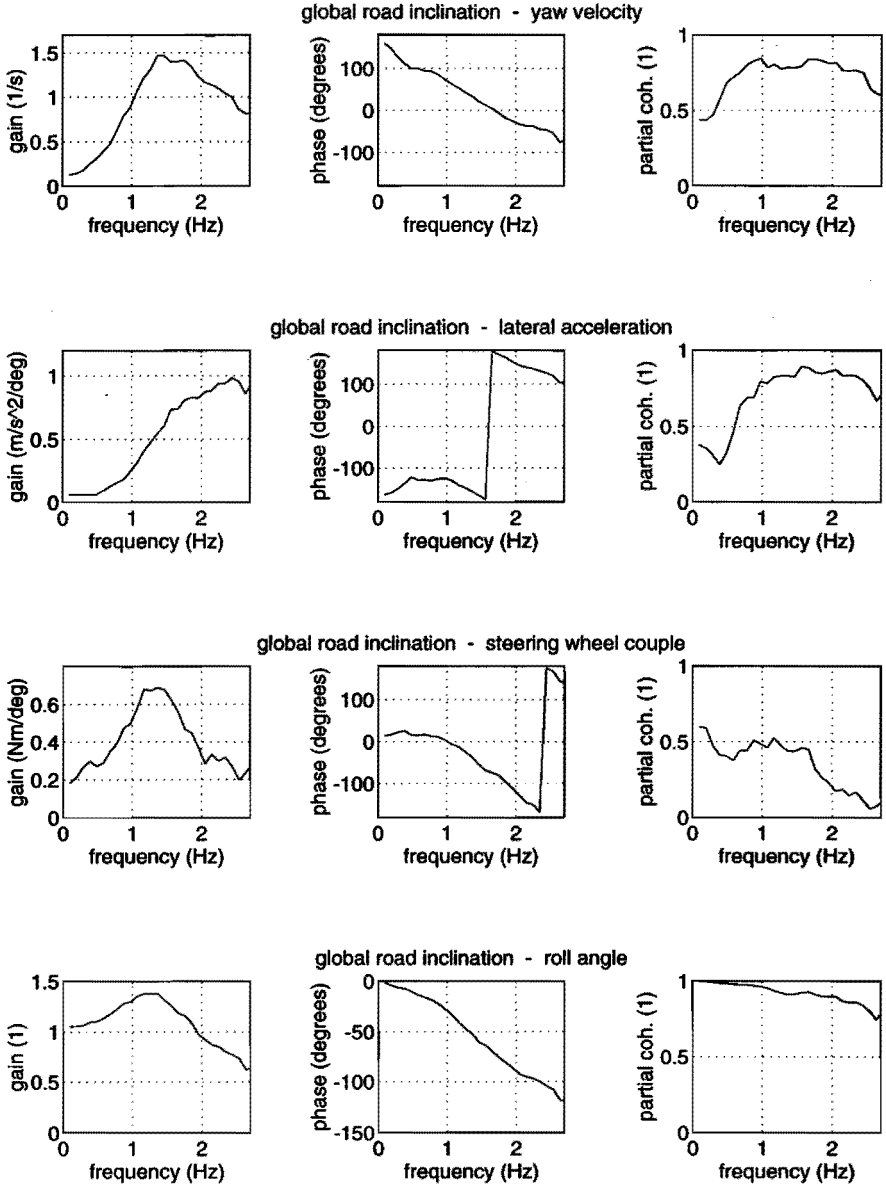 global road inclination - yaw velocity
gain (1/s)
1.5
1
0.5
0
0 1 2
frequency (Hz)
phase (degrees)
100
0
-100
0 1 2
frequency (Hz)
partial coh. (1)
1
0.5
0
0 1 2
frequency (Hz)
global road inclination - lateral acceleration
gain (m/s^2/deg)
1
0.5
0
0 1 2
frequency (Hz)
phase (degrees)
100
0
-100
0 1 2
frequency (Hz)
partial coh. (1)
1
0.5
0
0 1 2
frequency (Hz)
global road inclination - steering wheel couple
gain (Nm/deg)
0.6
0.4
0.2
0
0 1 2
frequency (Hz)
phase (degrees)
100
0
-100
0 1 2
frequency (Hz)
partial coh. (1)
1
0.5
0
0 1 2
frequency (Hz)
global road inclination - roll angle
gain (1)
1.5
1
0.5
0
0 1 2
frequency (Hz)
phase (degrees)
0
-50
-100
-150
0 1 2
frequency (Hz)
partial coh. (1)
1
0.5
0
0 1 2
frequency (Hz)